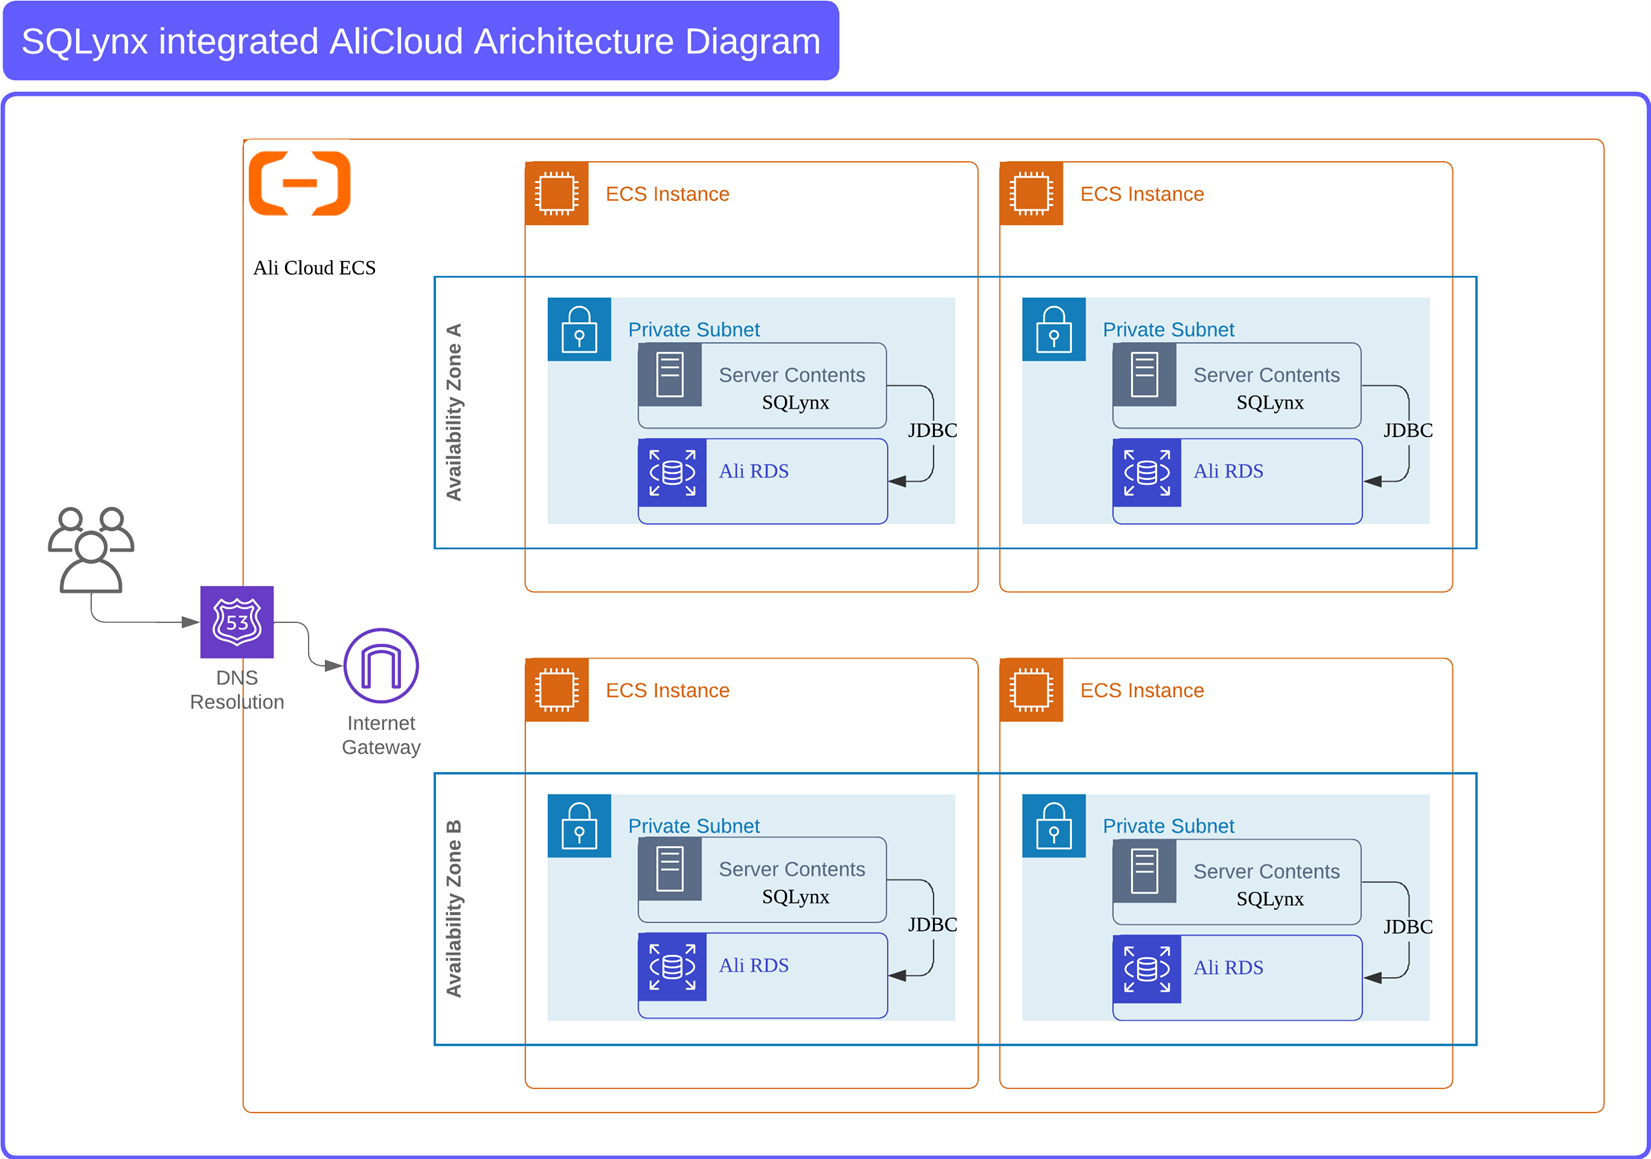 SQLynx integrated AliCloud Arichitecture Diagram
Ali Cloud ECS
ECS Instance
ECS Instance
Availability Zone A
Private Subnet
Server Contents
SQLynx
JDBC
Ali RDS
Private Subnet
Server Contents
SQLynx
JDBC
Ali RDS
53
DNS
Resolution
Internet
Gateway
ECS Instance
ECS Instance
Availability Zone B
Private Subnet
Server Contents
SQLynx
JDBC
Ali RDS
Private Subnet
Server Contents
SQLynx
JDBC
Ali RDS